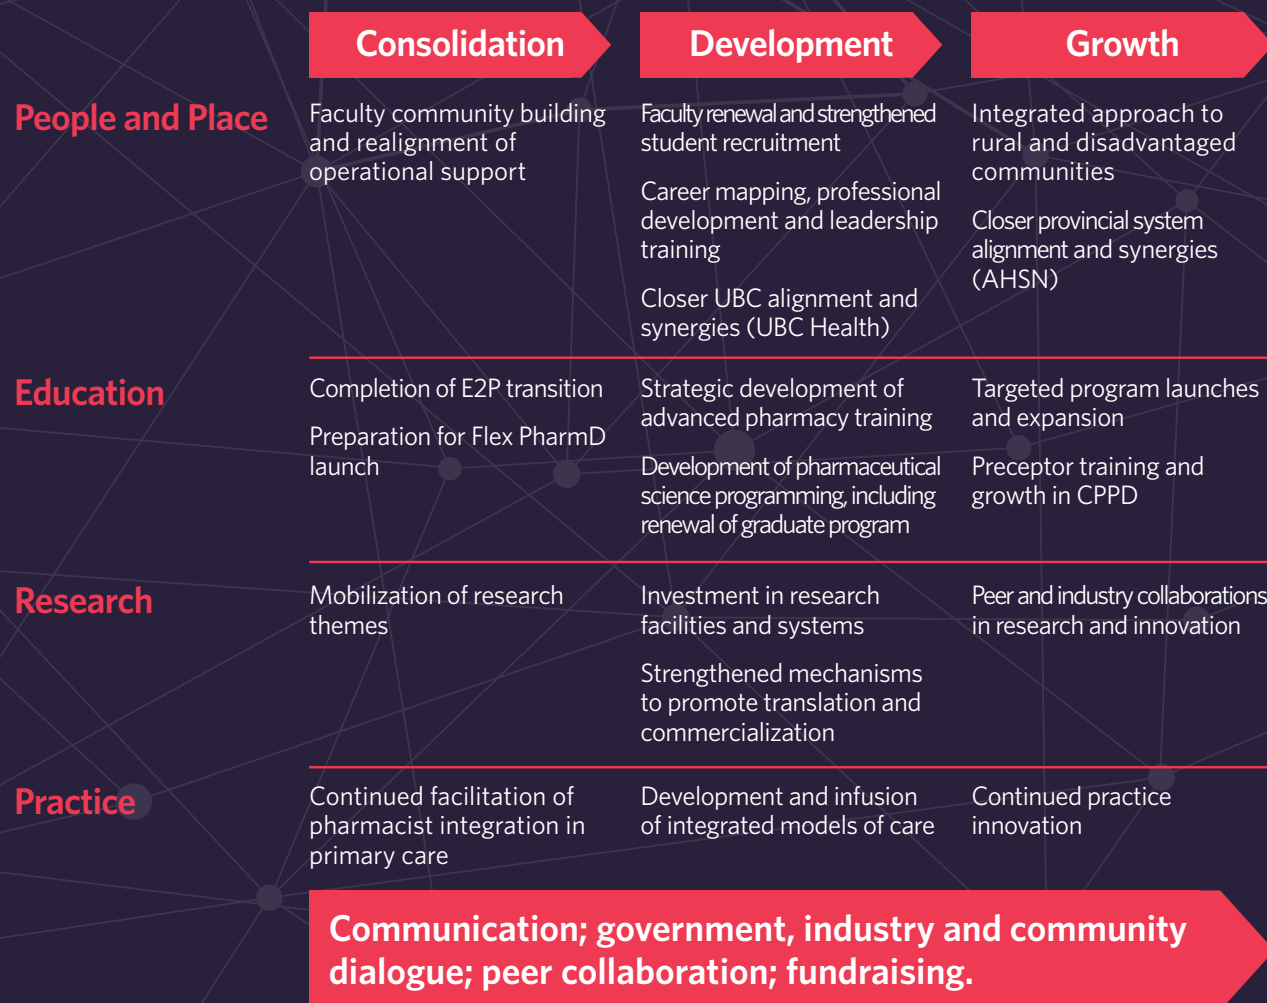 Consolidation
Development
Growth
People and Place
Faculty community building
and realignment of
operational support
Faculty renewal and strengthened
student recruitment
Career mapping, professional
development and leadership
training
Closer UBC alignment and
synergies (UBC Health)
Integrated approach to
rural and disadvantaged
communities
Closer provincial system
alignment and synergies
(AHSN)
Education
Completion of E2P transition
Preparation for Flex PharmD
launch
Strategic development of
advanced pharmacy training
Development of pharmaceutical
science programming, including
renewal of graduate program
Targeted program launches
and expansion
Preceptor training and
growth in CPPD
Research
Mobilization of research
themes
Investment in research
facilities and systems
Strengthened mechanisms
to promote translation and
commercialization
Peer and industry collaborations
in research and innovation
Practice
Continued facilitation of
pharmacist integration in
primary care
Development and infusion
of integrated models of care
Continued practice
innovation
Communication; government, industry and community
dialogue; peer collaboration; fundraising.